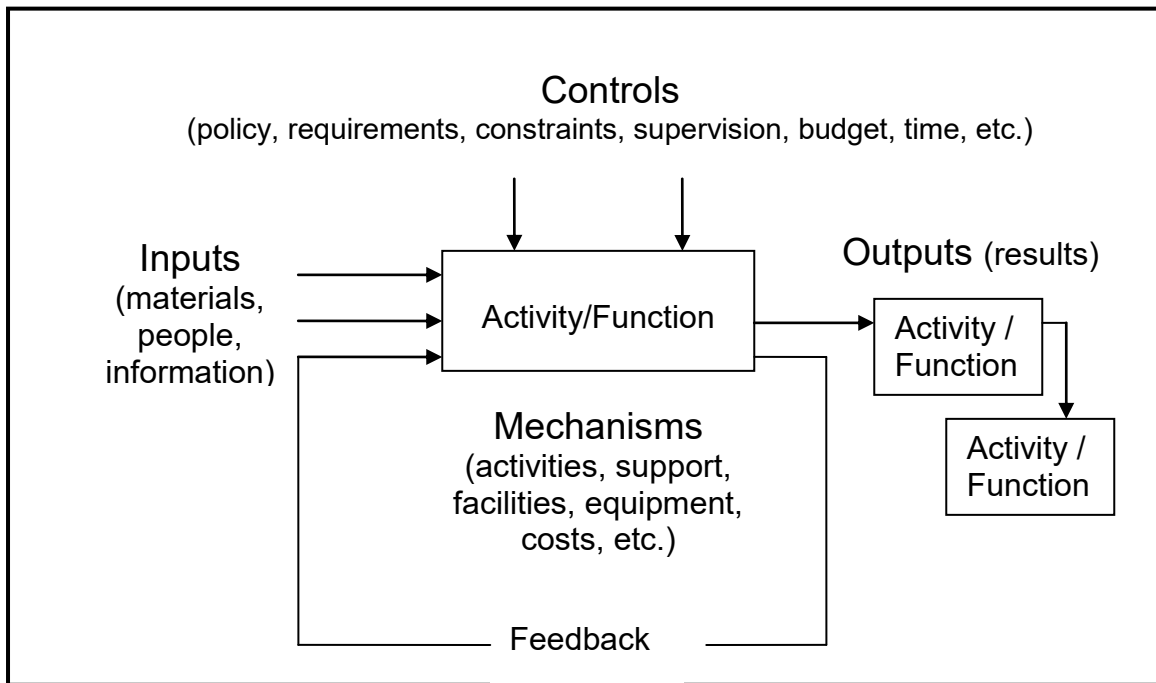 Controls
(policy, requirements, constraints, supervision, budget, time, etc.)
Inputs
(materials,
people,
information)
Activity/Function
Outputs (results)
Activity /
Function
Activity /
Function
Mechanisms
(activities, support,
facilities, equipment,
costs, etc.)
Feedback